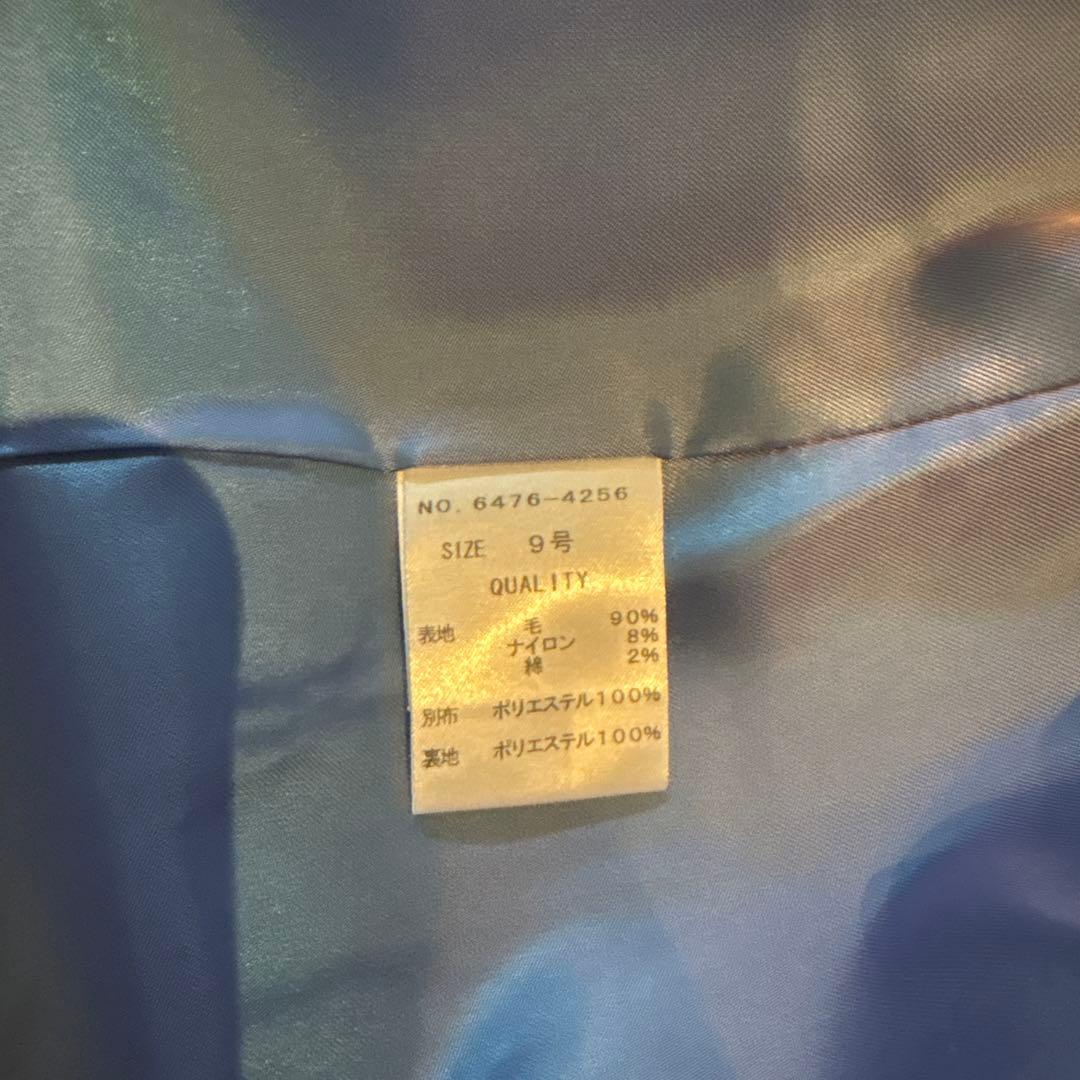 NO. 6476-4256
SIZE 9号
QUALITY
表地 毛 90%
ナイロン 8%
綿 2%
別布 ポリエステル100%
裏地 ポリエステル100%